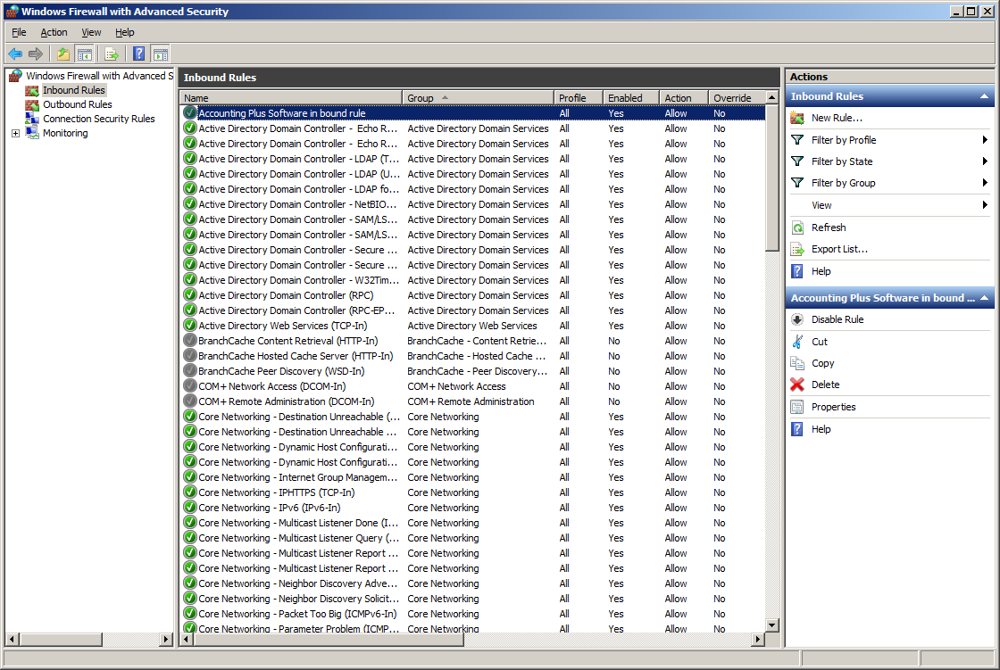 Windows Firewall with Advanced Security
File Action View Help
Windows Firewall with Advanced S
Inbound Rules
Outbound Rules
Connection Security Rules
Monitoring
Inbound Rules
Name Group Profile Enabled Action Override
Accounting Plus Software in bound rule All Yes Allow No
Active Directory Domain Controller - Echo R... Active Directory Domain Services All Yes Allow No
Active Directory Domain Controller - Echo R... Active Directory Domain Services All Yes Allow No
Active Directory Domain Controller - LDAP (T... Active Directory Domain Services All Yes Allow No
Active Directory Domain Controller - LDAP (U... Active Directory Domain Services All Yes Allow No
Active Directory Domain Controller - LDAP fo... Active Directory Domain Services All Yes Allow No
Active Directory Domain Controller - NetBIO... Active Directory Domain Services All Yes Allow No
Active Directory Domain Controller - SAM/LS... Active Directory Domain Services All Yes Allow No
Active Directory Domain Controller - SAM/LS... Active Directory Domain Services All Yes Allow No
Active Directory Domain Controller - Secure ... Active Directory Domain Services All Yes Allow No
Active Directory Domain Controller - Secure ... Active Directory Domain Services All Yes Allow No
Active Directory Domain Controller - W32Tim... Active Directory Domain Services All Yes Allow No
Active Directory Domain Controller (RPC) Active Directory Domain Services All Yes Allow No
Active Directory Domain Controller (RPC-EP... Active Directory Domain Services All Yes Allow No
Active Directory Web Services (TCP-In) Active Directory Web Services All Yes Allow No
BranchCache Content Retrieval (HTTP-In) BranchCache - Content Retrie... All No Allow No
BranchCache Hosted Cache Server (HTTP-In) BranchCache - Hosted Cache ... All No Allow No
BranchCache Peer Discovery (WSD-In) BranchCache - Peer Discovery... All No Allow No
COM+ Network Access (DCOM-In) COM+ Network Access All No Allow No
COM+ Remote Administration (DCOM-In) COM+ Remote Administration All No Allow No
Core Networking - Destination Unreachable (... Core Networking All Yes Allow No
Core Networking - Destination Unreachable ... Core Networking All Yes Allow No
Core Networking - Dynamic Host Configurati... Core Networking All Yes Allow No
Core Networking - Dynamic Host Configurati... Core Networking All Yes Allow No
Core Networking - Internet Group Managem... Core Networking All Yes Allow No
Core Networking - IPHTTPS (TCP-In) Core Networking All Yes Allow No
Core Networking - IPv6 (IPv6-In) Core Networking All Yes Allow No
Core Networking - Multicast Listener Done (I... Core Networking All Yes Allow No
Core Networking - Multicast Listener Query (... Core Networking All Yes Allow No
Core Networking - Multicast Listener Report ... Core Networking All Yes Allow No
Core Networking - Multicast Listener Report ... Core Networking All Yes Allow No
Core Networking - Neighbor Discovery Adve... Core Networking All Yes Allow No
Core Networking - Neighbor Discovery Solicit... Core Networking All Yes Allow No
Core Networking - Packet Too Big (ICMPv6-In) Core Networking All Yes Allow No
Core Networking - Parameter Problem (ICMP... Core Networking All Yes Allow No
Actions
Inbound Rules
New Rule...
Filter by Profile
Filter by State
Filter by Group
View
Refresh
Export List...
Help
Accounting Plus Software in bound ...
Disable Rule
Cut
Copy
Delete
Properties
Help